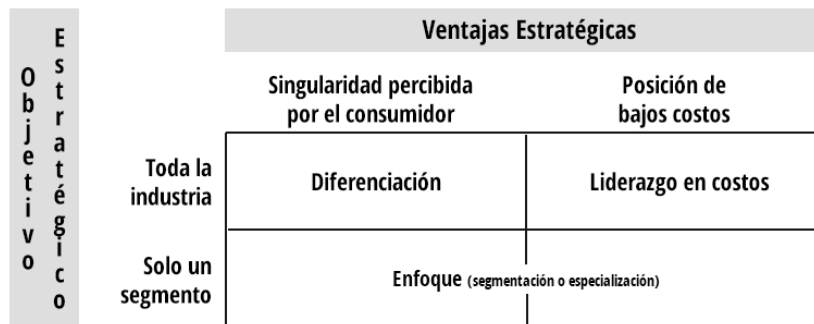 Objetivo
Estratégico
Ventajas Estratégicas
Singularidad percibida
por el consumidor
Posición de
bajos costos
Toda la
industria
Diferenciación
Liderazgo en costos
Solo un
segmento
Enfoque (segmentación o especialización)